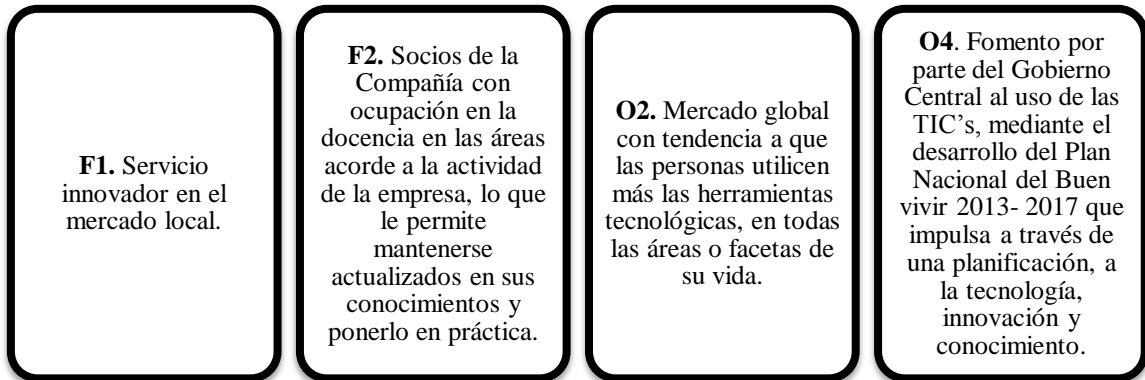 F1. Servicio
innovador en el
mercado local.
F2. Socios de la
Compañía con
ocupación en la
docencia en las áreas
acorde a la actividad
de la empresa, lo que
le permite
mantenerse
actualizados en sus
conocimientos y
ponerlo en práctica.
O2. Mercado global
con tendencia a que
las personas utilicen
más las herramientas
tecnológicas, en todas
las áreas o facetas de
su vida.
O4. Fomento por
parte del Gobierno
Central al uso de las
TIC’s, mediante el
desarrollo del Plan
Nacional del Buen
vivir 2013- 2017 que
impulsa a través de
una planificación, a
la tecnología,
innovación y
conocimiento.